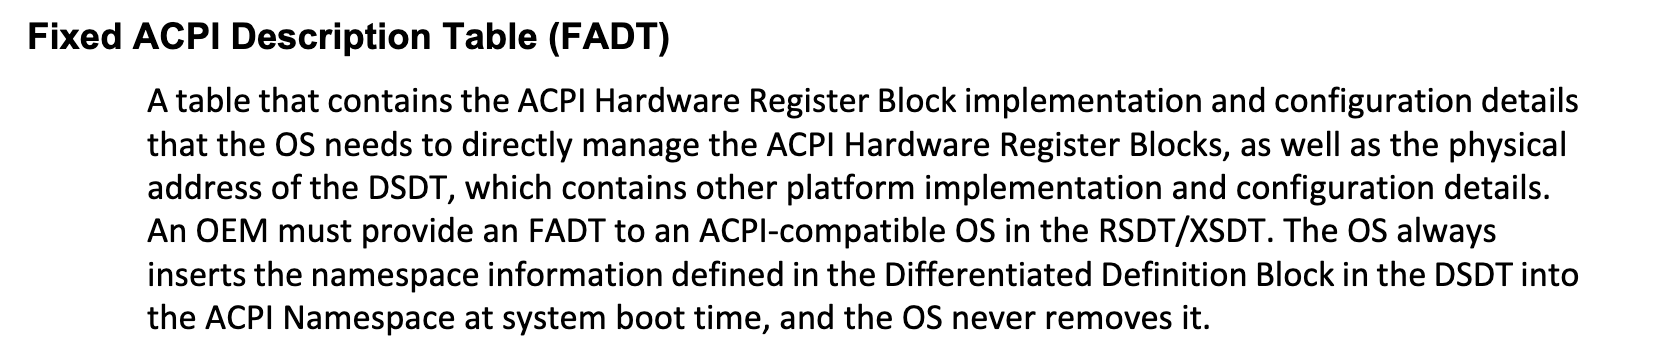 Fixed ACPI Description Table (FADT)
A table that contains the ACPI Hardware Register Block implementation and configuration details
that the OS needs to directly manage the ACPI Hardware Register Blocks, as well as the physical
address of the DSDT, which contains other platform implementation and configuration details.
An OEM must provide an FADT to an ACPI-compatible OS in the RSDT/XSDT. The OS always
inserts the namespace information defined in the Differentiated Definition Block in the DSDT into
the ACPI Namespace at system boot time, and the OS never removes it.